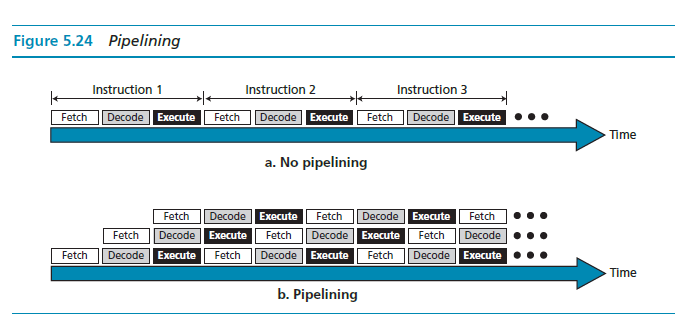 Figure 5.24 Pipelining
Instruction 1 Instruction 2 Instruction 3
Fetch Decode Execute Fetch Decode Execute Fetch Decode Execute
Time
a. No pipelining
Fetch Decode Execute Fetch Decode Execute Fetch
Fetch Decode Execute Fetch Decode Execute Fetch Decode
Fetch Decode Execute Fetch Decode Execute Fetch Decode Execute
Time
b. Pipelining